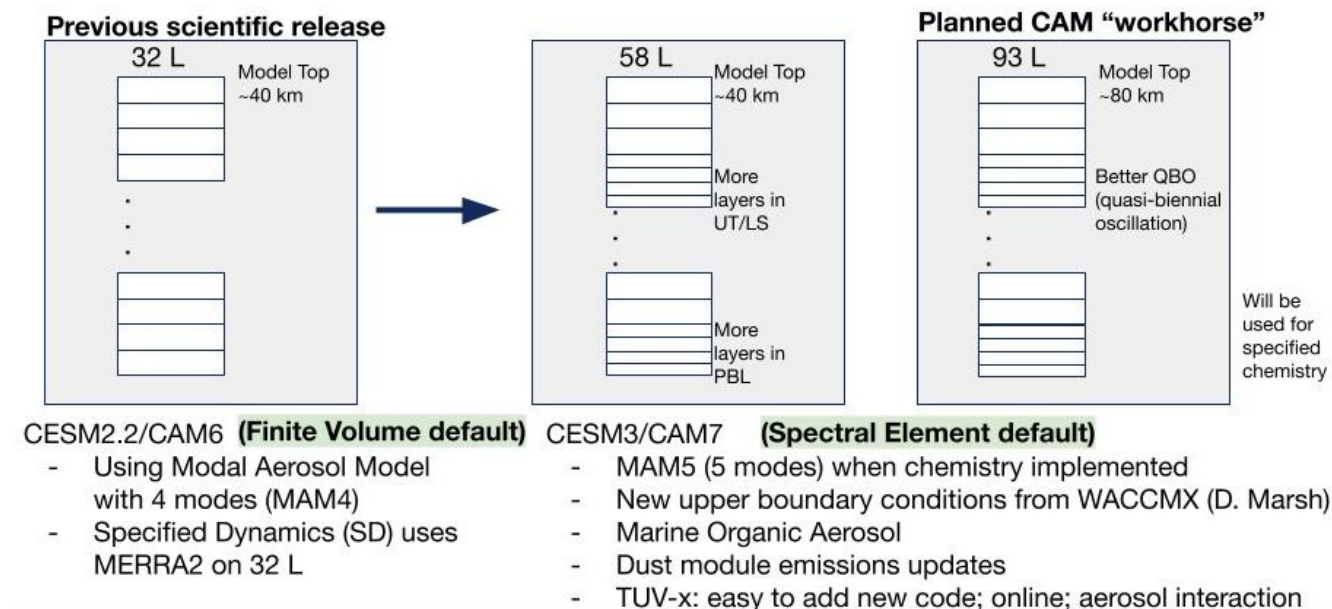 Previous scientific release
32 L
Model Top
~40 km
58 L
Model Top
~40 km
More
layers in
UT/LS
More
layers in
PBL
Planned CAM “workhorse”
93 L
Model Top
~80 km
Better QBO
(quasi-biennial
oscillation)
Will be
used for
specified
chemistry
CESM2.2/CAM6 (Finite Volume default)
- Using Modal Aerosol Model
with 4 modes (MAM4)
- Specified Dynamics (SD) uses
MERRA2 on 32 L
CESM3/CAM7 (Spectral Element default)
- MAM5 (5 modes) when chemistry implemented
- New upper boundary conditions from WACCMX (D. Marsh)
- Marine Organic Aerosol
- Dust module emissions updates
- TUV-x: easy to add new code; online; aerosol interaction